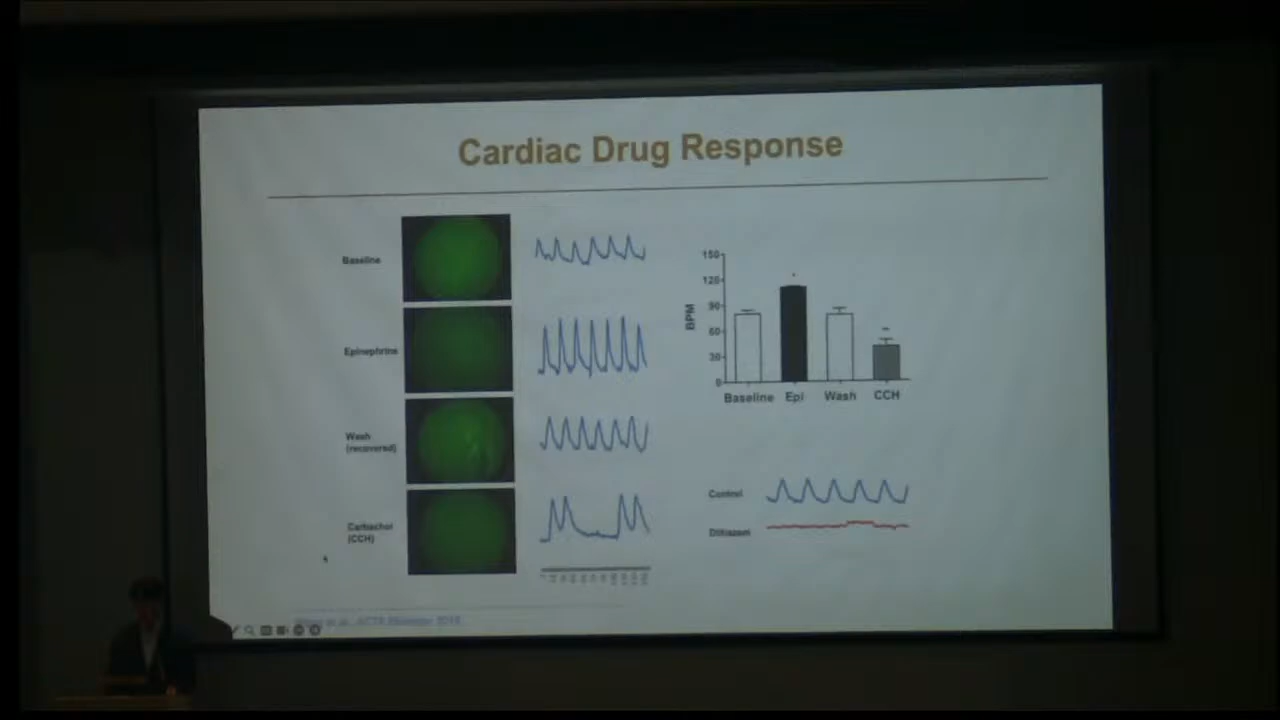 Cardiac Drug Response
Baseline
Epinephrine
Wash
(recovered)
Carbachol
(CCH)
150
120
90
60
30
0
BPM
Baseline Epi Wash CCH
Control
Diltiazem